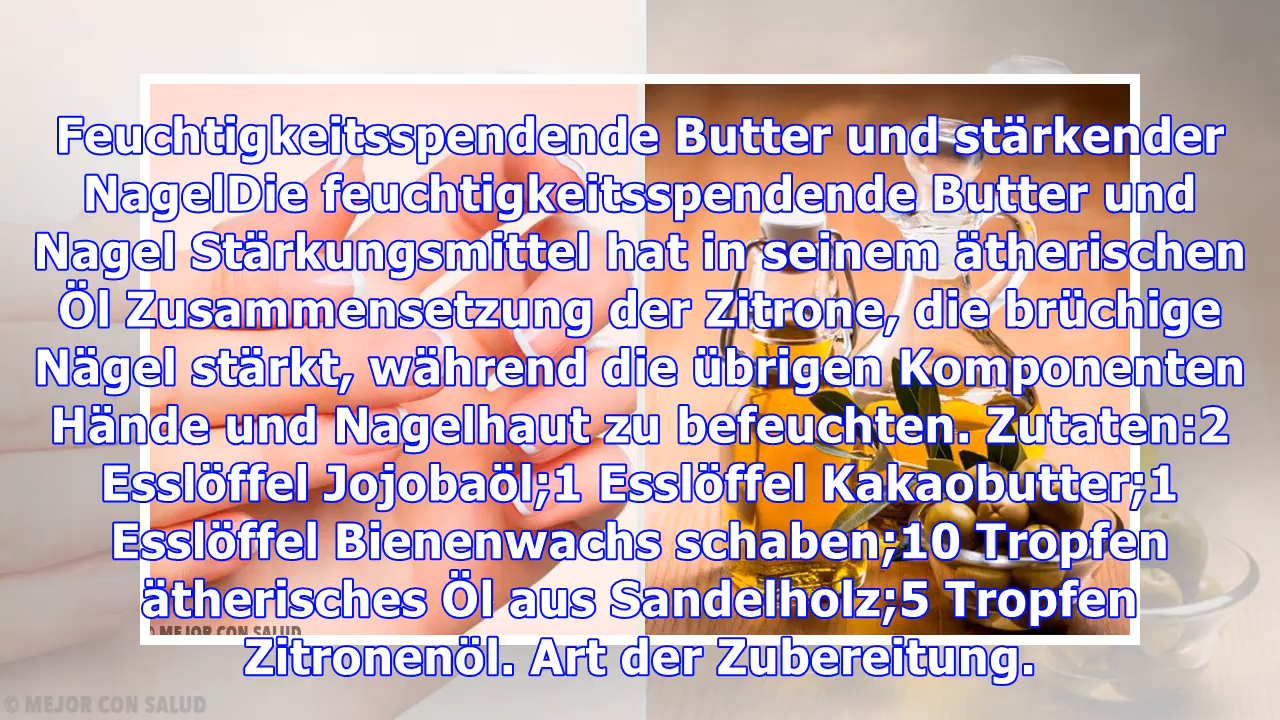 Feuchtigkeitsspendende Butter und stärkender
NagelDie feuchtigkeitsspendende Butter und
Nagel Stärkungsmittel hat in seinem ätherischen
Öl Zusammensetzung der Zitrone, die brüchige
Nägel stärkt, während die übrigen Komponenten
Hände und Nagelhaut zu befeuchten. Zutaten:2
Esslöffel Jojobaöl;1 Esslöffel Kakaobutter;1
Esslöffel Bienenwachs schaben;10 Tropfen
ätherisches Öl aus Sandelholz;5 Tropfen
© MEJOR CON SALUD
Zitronenöl. Art der Zubereitung.
© MEJOR CON SALUD